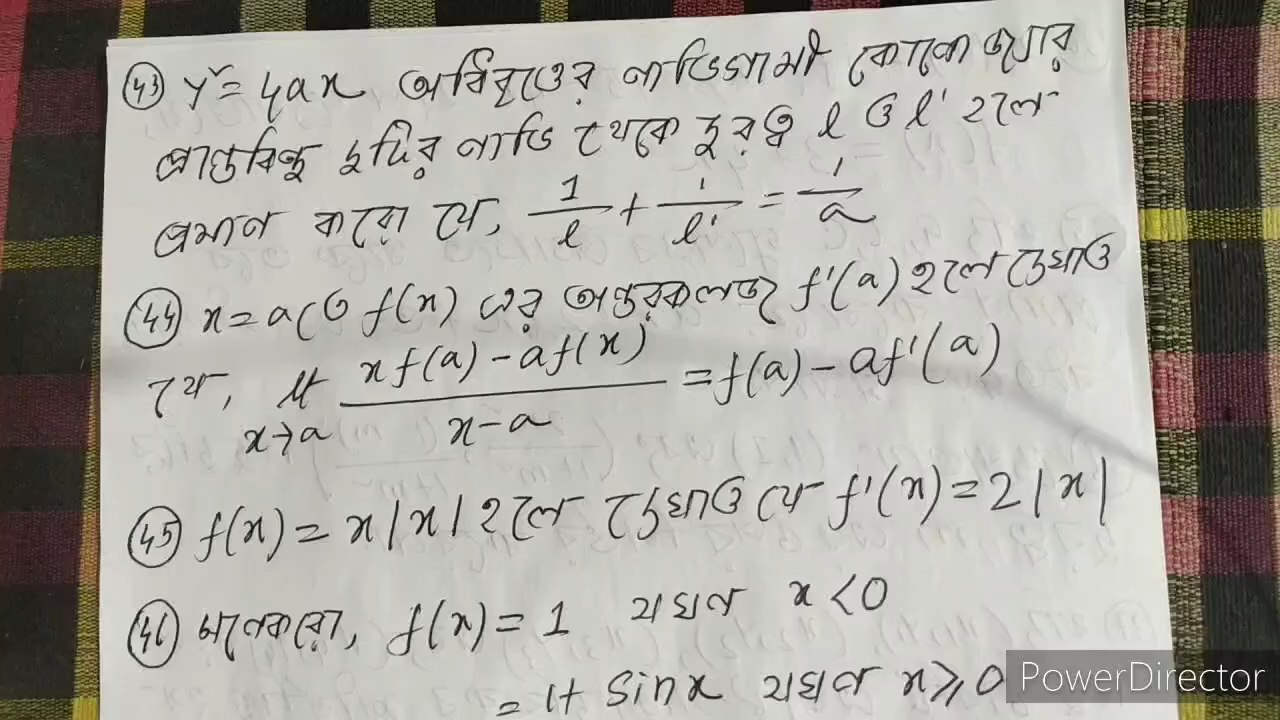 (43) y² = 4ax অধিবৃত্তের নাভিগামী কোনো জ্যার
প্রান্তবিন্দু দুটির নাভি থেকে দূরত্ব l ও l' হলে
প্রমাণ করো যে, 1/l + 1/l' = 1/a
(44) x = a তে f(x) এর অন্তরকলজ f'(a) হলে দেখাও
যে, lt x→a (xf(a) - af(x))/(x-a) = f(a) - af'(a)
(45) f(x) = x|x| হলে দেখাও যে f'(x) = 2|x|
(46) মনেকরো, f(x) = 1 যখন x < 0
= 1+ sinx যখন x ≥ 0
PowerDirector